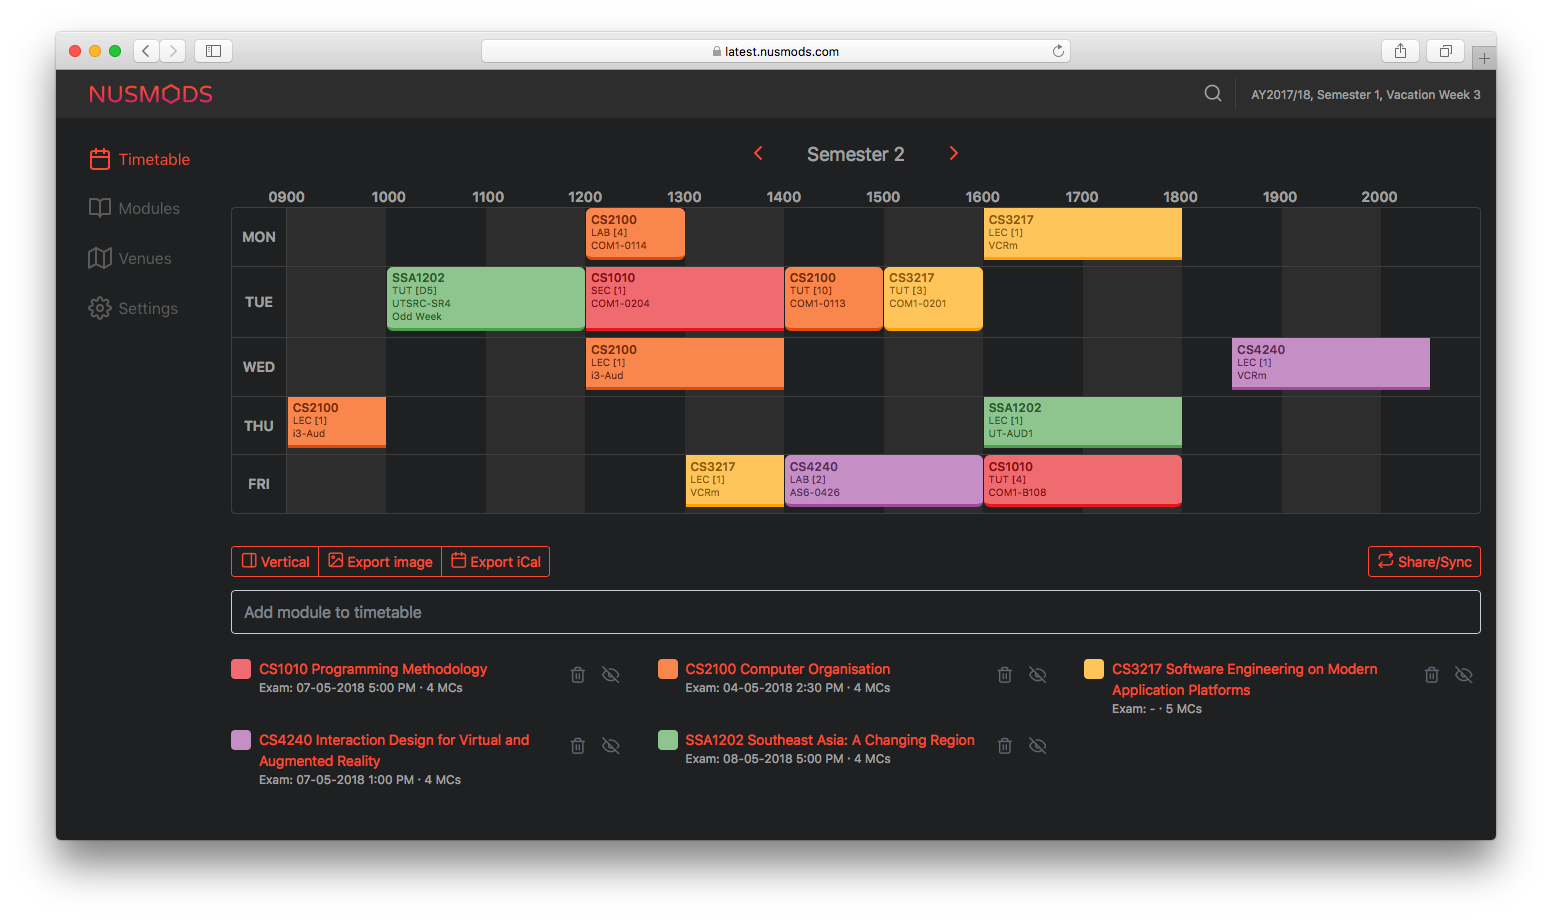 latest.nusmods.com
NUSMODS
AY2017/18, Semester 1, Vacation Week 3
Timetable
Modules
Venues
Settings
Semester 2
0900 1000 1100 1200 1300 1400 1500 1600 1700 1800 1900 2000
MON
CS2100
LAB [4]
COM1-0114
CS3217
LEC [1]
VCRm
TUE
SSA1202
TUT [D5]
UTSRC-SR4
Odd Week
CS1010
SEC [1]
COM1-0204
CS2100
TUT [10]
COM1-0113
CS3217
TUT [3]
COM1-0201
WED
CS2100
LEC [1]
i3-Aud
CS4240
LEC [1]
VCRm
THU
CS2100
LEC [1]
i3-Aud
SSA1202
LEC [1]
UT-AUD1
FRI
CS3217
LEC [1]
VCRm
CS4240
LAB [2]
AS6-0426
CS1010
TUT [4]
COM1-B108
Vertical Export image Export iCal Share/Sync
Add module to timetable
CS1010 Programming Methodology
Exam: 07-05-2018 5:00 PM · 4 MCs
CS2100 Computer Organisation
Exam: 04-05-2018 2:30 PM · 4 MCs
CS3217 Software Engineering on Modern
Application Platforms
Exam: - · 5 MCs
CS4240 Interaction Design for Virtual and
Augmented Reality
Exam: 07-05-2018 1:00 PM · 4 MCs
SSA1202 Southeast Asia: A Changing Region
Exam: 08-05-2018 5:00 PM · 4 MCs